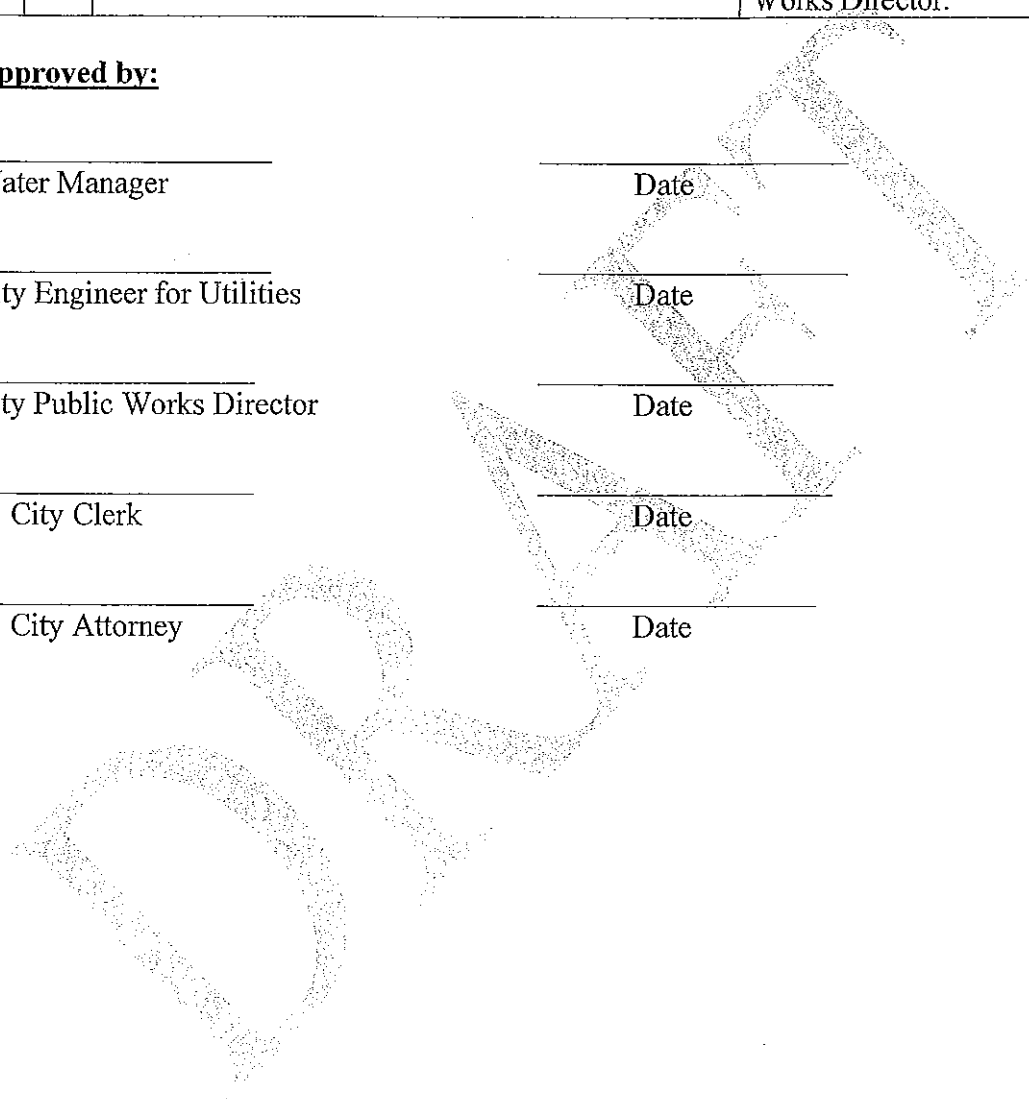 Works Director.
pproved by:
ater Manager
Date
ty Engineer for Utilities
Date
ty Public Works Director
Date
City Clerk
Date
City Attorney
Date
DRAFT